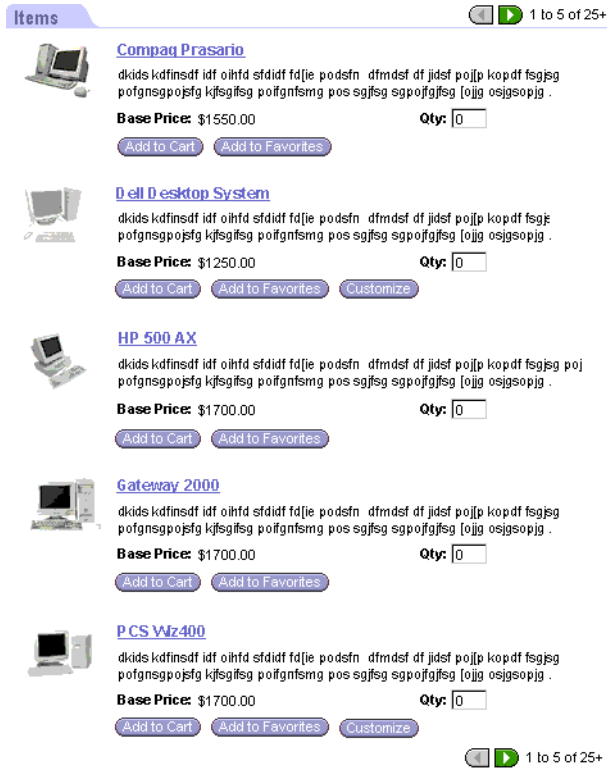 Items
1 to 5 of 25+
Compaq Prasario
dkids kdfinsdf idf oihfd sfdidf fd[ie podsfn dfmdsf df jidsf poj[p kopdf fsgjsg
pofgnsgpojsfg kjfsgifsg poifgnfsmg pos sgjfsg sgpojfgjfsg [ojjg osjgsopjg .
Base Price: $1550.00 Qty: 0
Add to Cart Add to Favorites
Dell Desktop System
dkids kdfinsdf idf oihfd sfdidf fd[ie podsfn dfmdsf df jidsf poj[p kopdf fsgjs
pofgnsgpojsfg kjfsgifsg poifgnfsmg pos sgjfsg sgpojfgjfsg [ojjg osjgsopjg .
Base Price: $1250.00 Qty: 0
Add to Cart Add to Favorites Customize
HP 500 AX
dkids kdfinsdf idf oihfd sfdidf fd[ie podsfn dfmdsf df jidsf poj[p kopdf fsgjsg poj
pofgnsgpojsfg kjfsgifsg poifgnfsmg pos sgjfsg sgpojfgjfsg [ojjg osjgsopjg .
Base Price: $1700.00 Qty: 0
Add to Cart Add to Favorites
Gateway 2000
dkids kdfinsdf idf oihfd sfdidf fd[ie podsfn dfmdsf df jidsf poj[p kopdf fsgjsg
pofgnsgpojsfg kjfsgifsg poifgnfsmg pos sgjfsg sgpojfgjfsg [ojjg osjgsopjg .
Base Price: $1700.00 Qty: 0
Add to Cart Add to Favorites
PCS Wiz400
dkids kdfinsdf idf oihfd sfdidf fd[ie podsfn dfmdsf df jidsf poj[p kopdf fsgjsg
pofgnsgpojsfg kjfsgifsg poifgnfsmg pos sgjfsg sgpojfgjfsg [ojjg osjgsopjg .
Base Price: $1700.00 Qty: 0
Add to Cart Add to Favorites Customize
1 to 5 of 25+